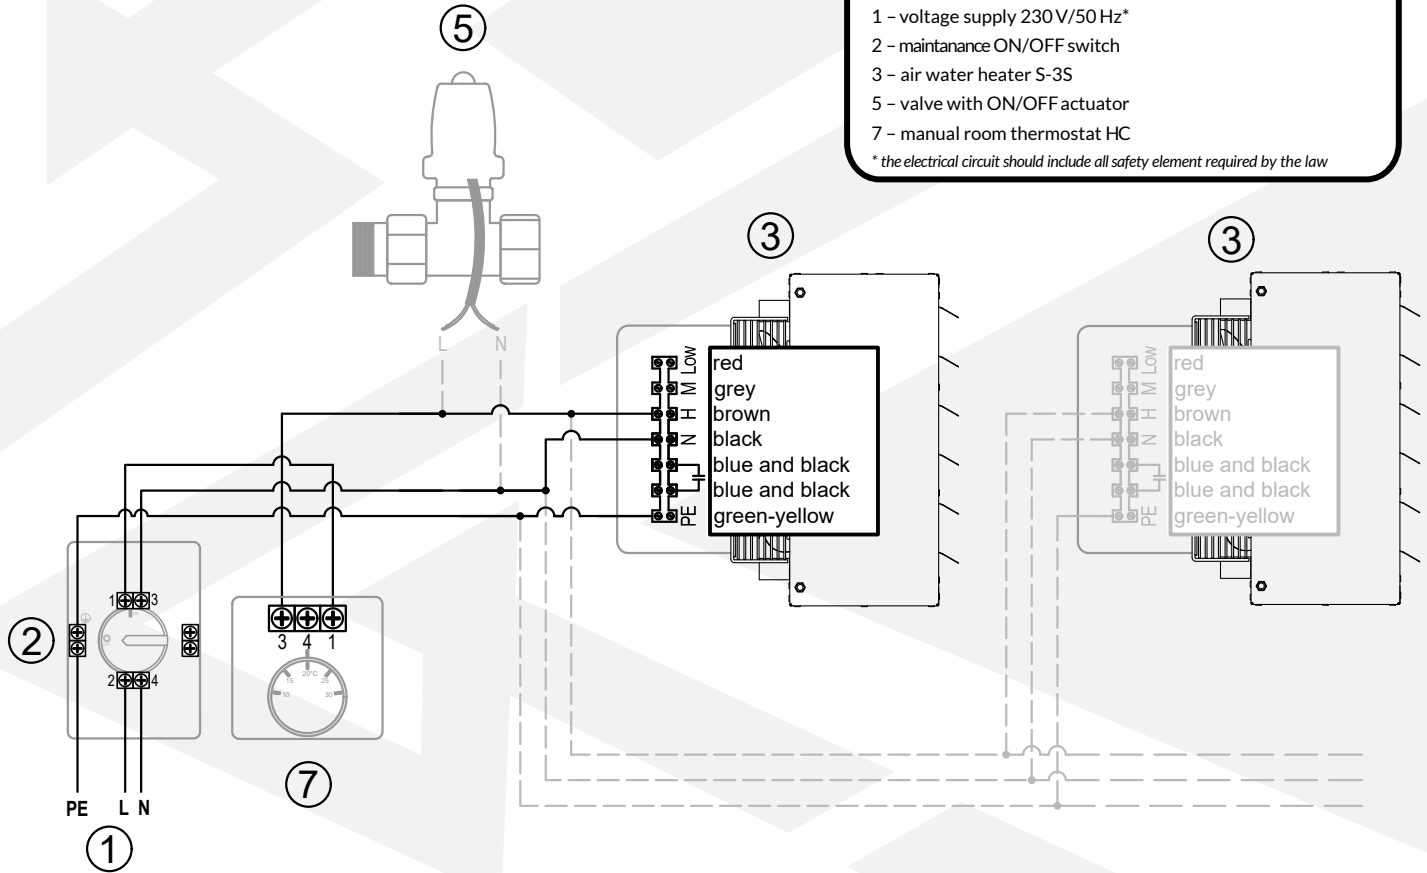 1 – voltage supply 230 V/50 Hz*
2 – maintanance ON/OFF switch
3 – air water heater S-3S
5 – valve with ON/OFF actuator
7 – manual room thermostat HC
* the electrical circuit should include all safety element required by the law
5
3
3
L N
Low red
M grey
H brown
N black
blue and black
blue and black
PE green-yellow
Low red
M grey
H brown
N black
blue and black
blue and black
PE green-yellow
1 3
2
2 4
3 4 1
10 15 20°C 25 30
7
PE L N
1